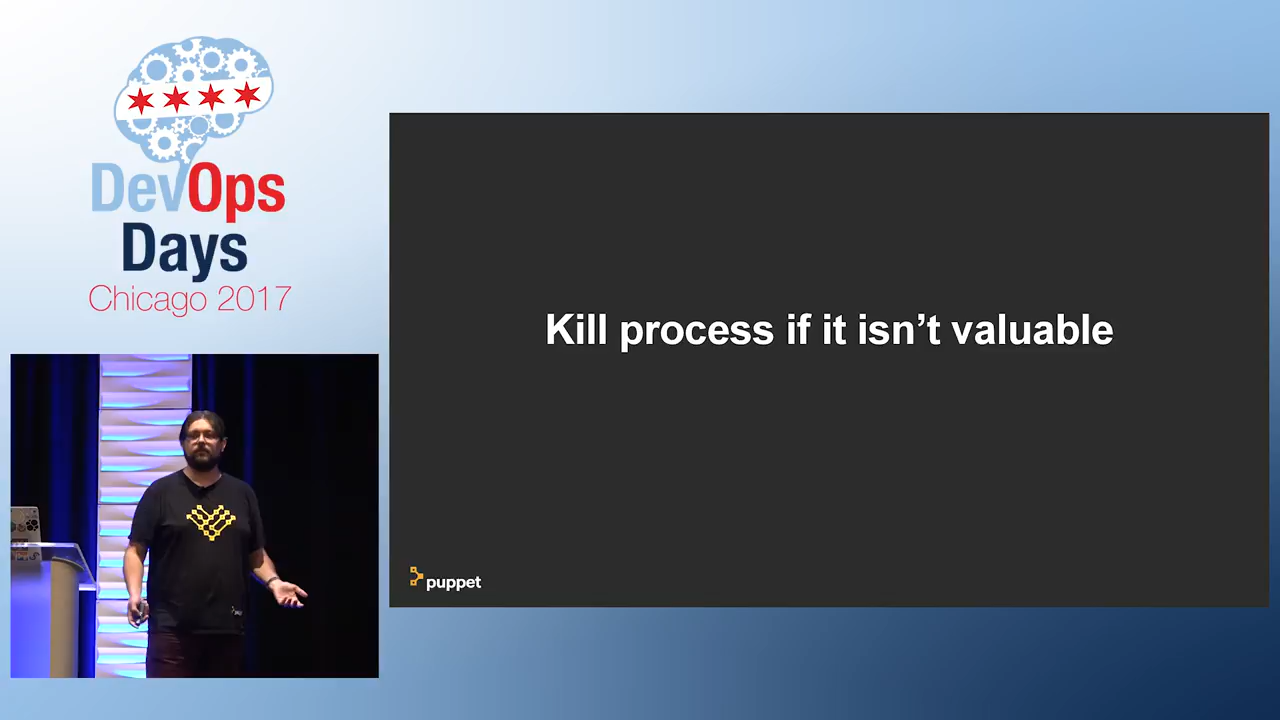 DevOps
Days
Chicago 2017
Kill process if it isn’t valuable
puppet